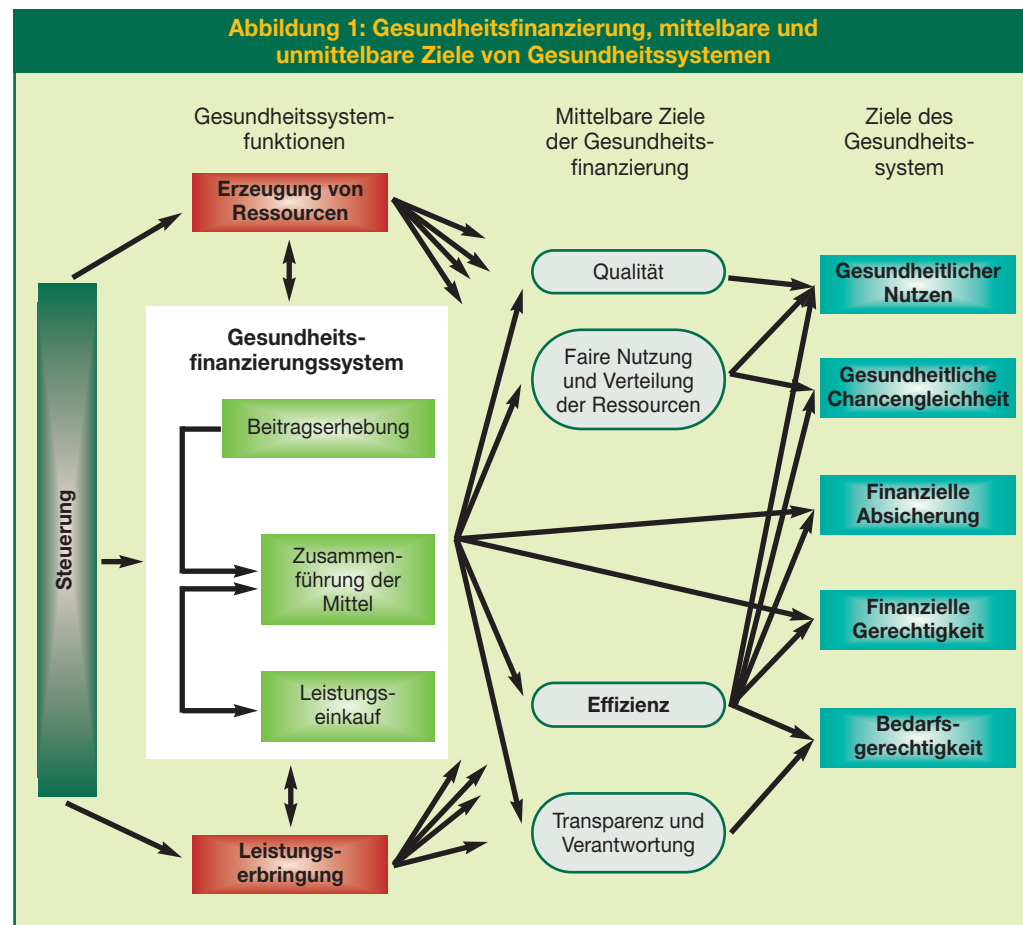 Abbildung 1: Gesundheitsfinanzierung, mittelbare und
unmittelbare Ziele von Gesundheitssystemen
Gesundheitssystem-
funktionen
Mittelbare Ziele
der Gesundheits-
finanzierung
Ziele des
Gesundheits-
system
Erzeugung von
Ressourcen
Steuerung
Gesundheits-
finanzierungssystem
Beitragserhebung
Zusammen-
führung der
Mittel
Leistungs-
einkauf
Leistungs-
erbringung
Qualität
Faire Nutzung
und Verteilung
der Ressourcen
Effizienz
Transparenz und
Verantwortung
Gesundheitlicher
Nutzen
Gesundheitliche
Chancengleichheit
Finanzielle
Absicherung
Finanzielle
Gerechtigkeit
Bedarfs-
gerechtigkeit